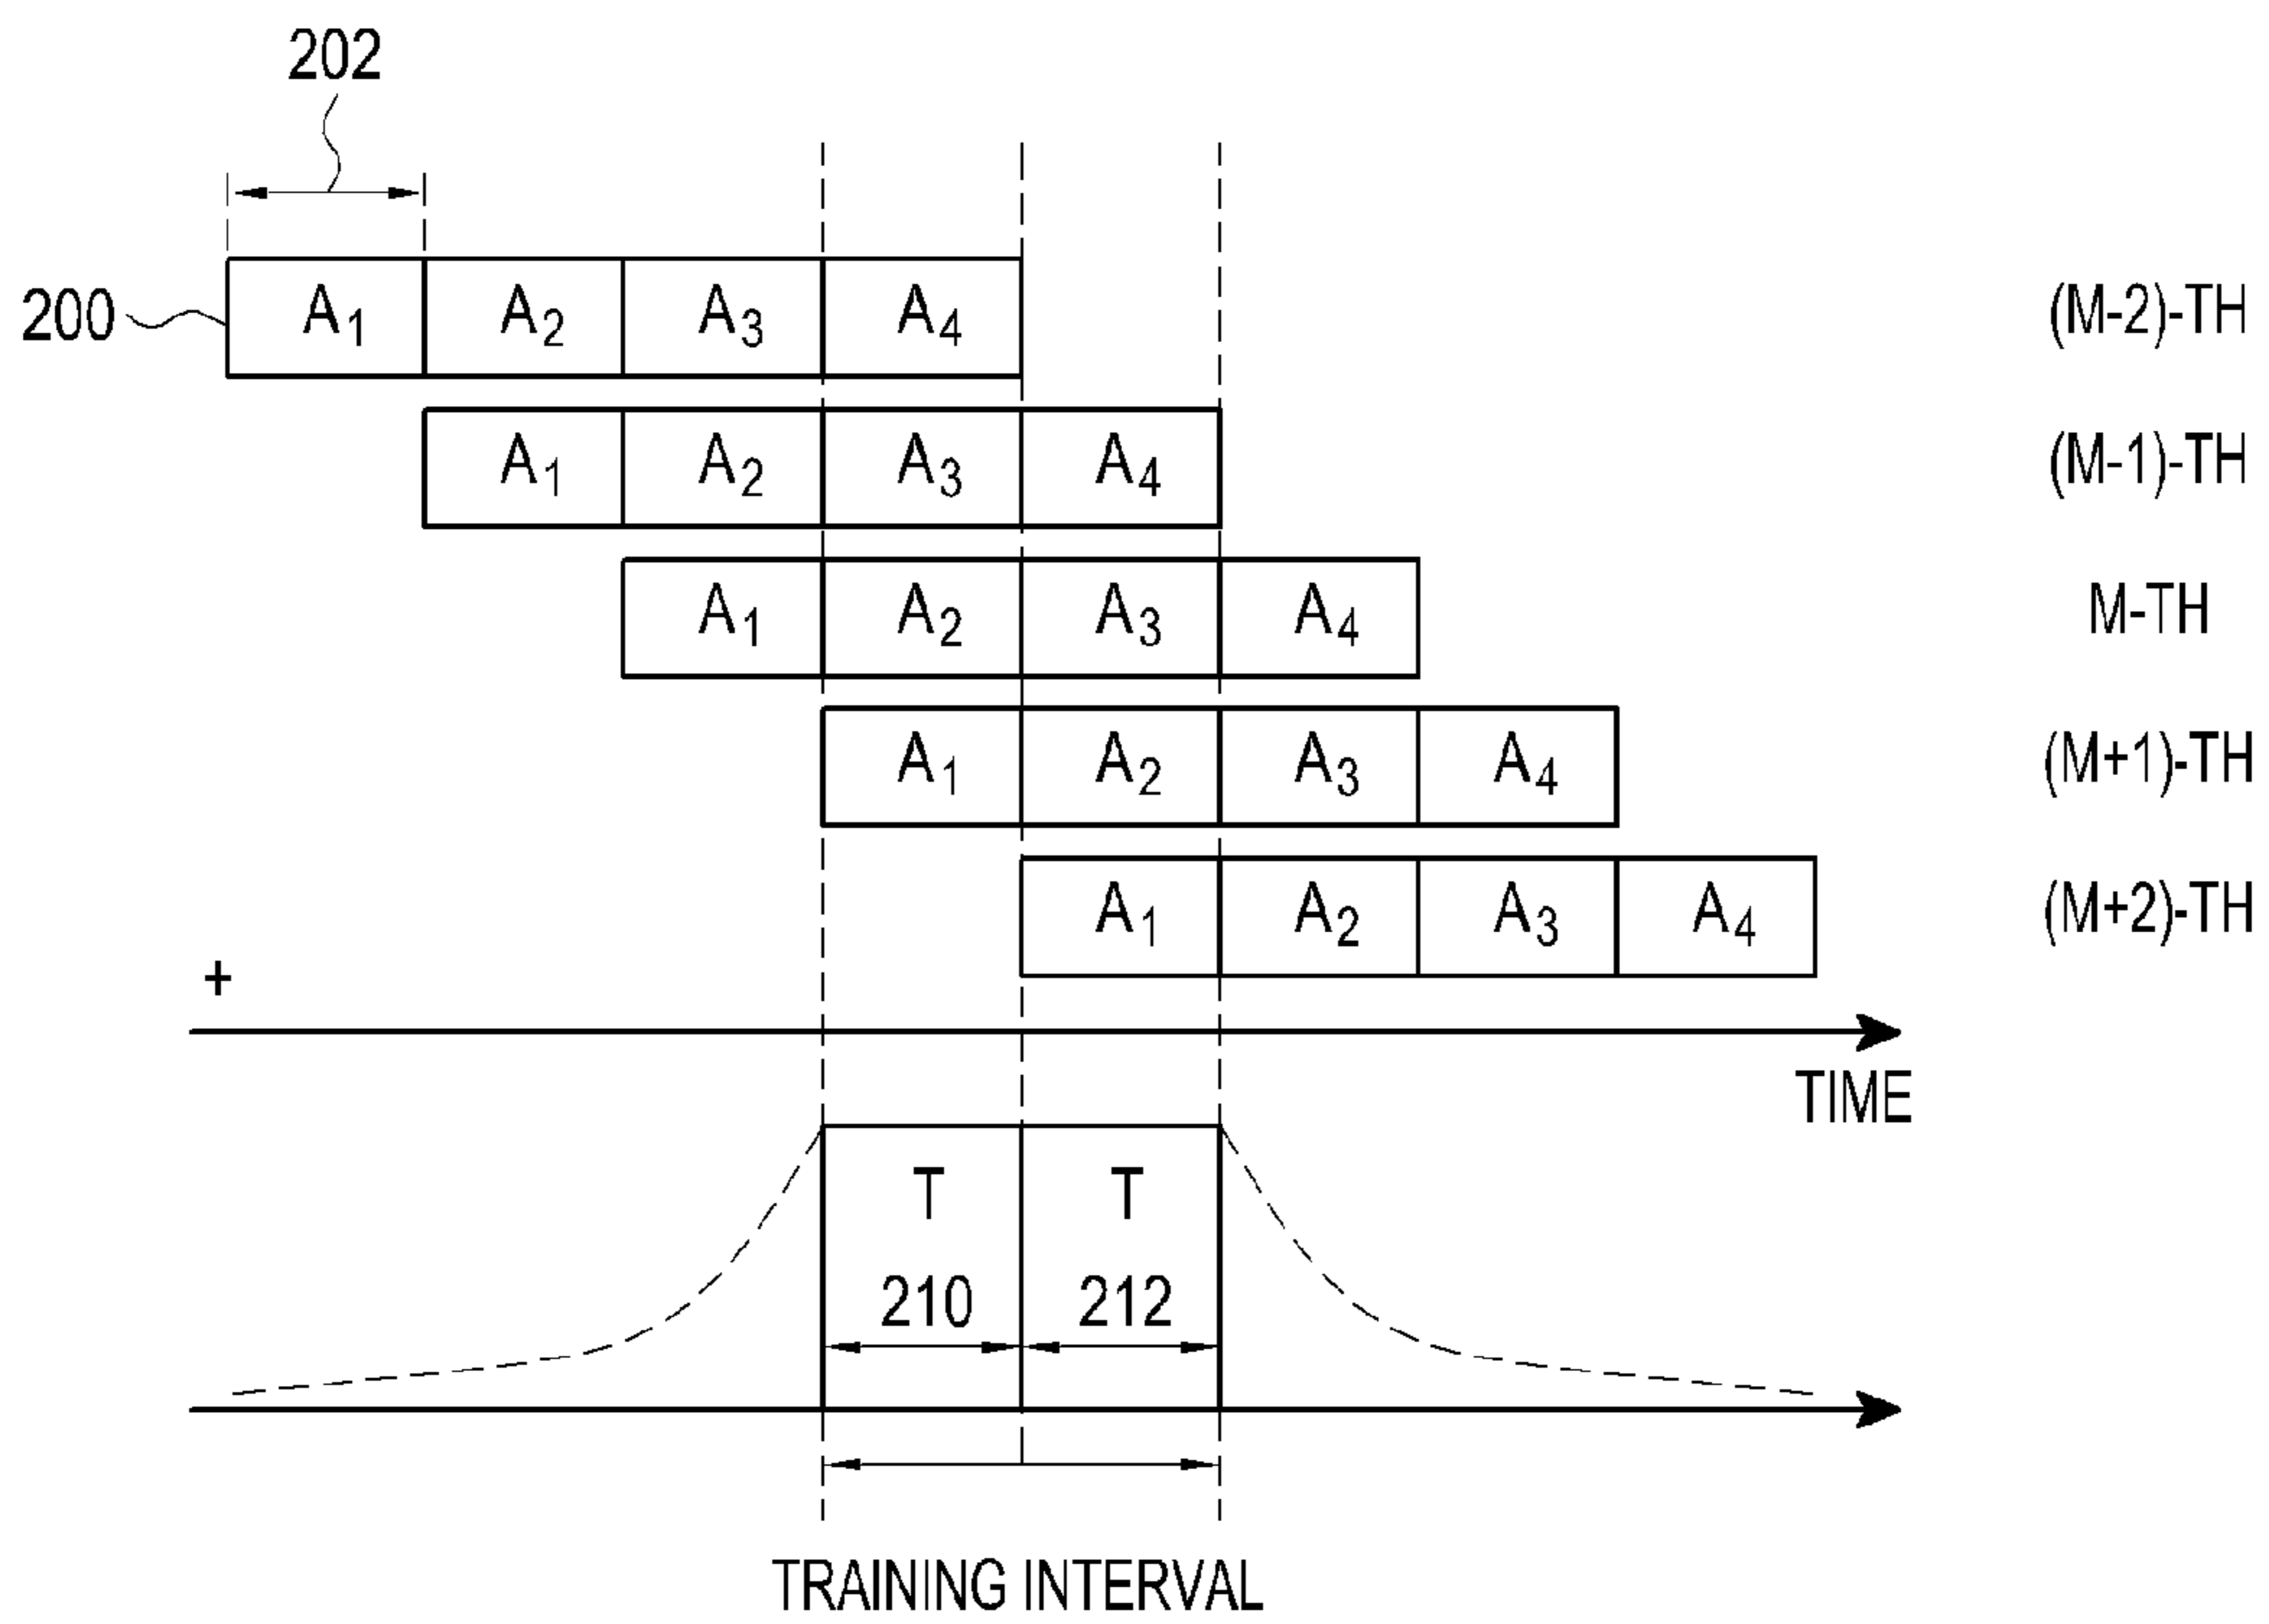 202
200 A1 A2 A3 A4 (M-2)-TH
A1 A2 A3 A4 (M-1)-TH
A1 A2 A3 A4 M-TH
A1 A2 A3 A4 (M+1)-TH
A1 A2 A3 A4 (M+2)-TH
+
TIME
T T
210 212
TRAINING INTERVAL